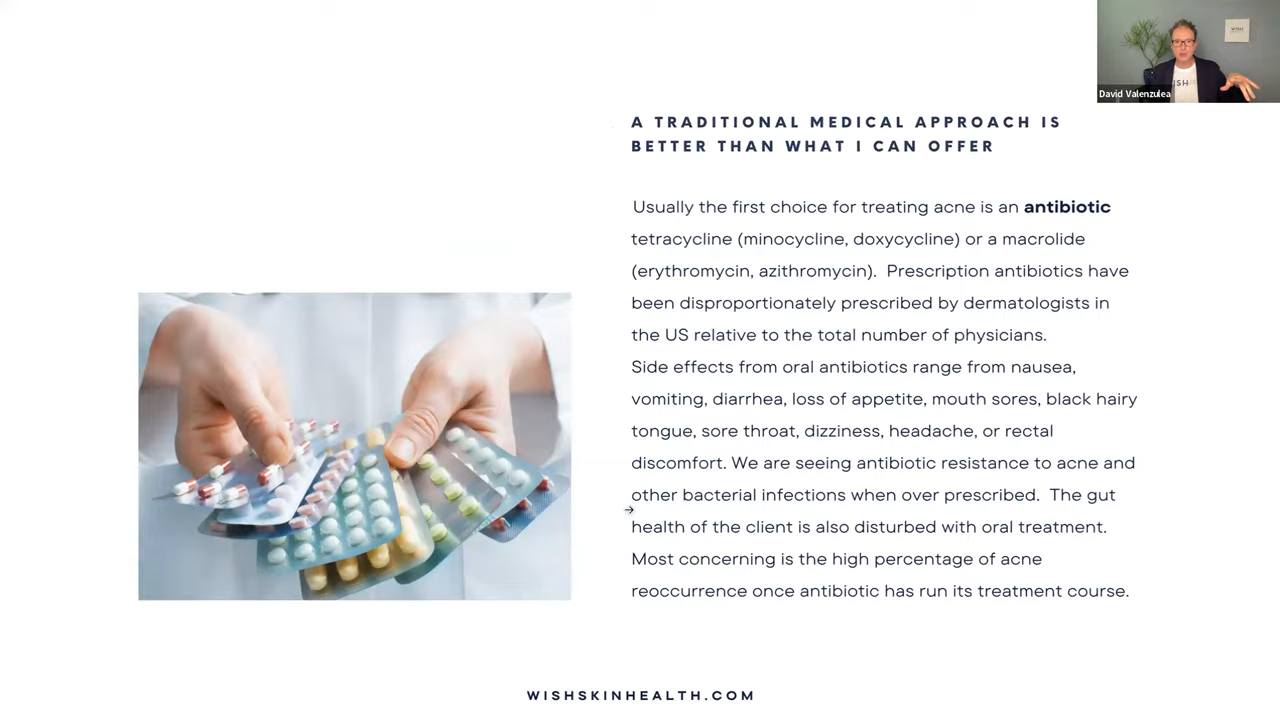 David Valenzulea
A TRADITIONAL MEDICAL APPROACH IS
BETTER THAN WHAT I CAN OFFER
Usually the first choice for treating acne is an antibiotic
tetracycline (minocycline, doxycycline) or a macrolide
(erythromycin, azithromycin). Prescription antibiotics have
been disproportionately prescribed by dermatologists in
the US relative to the total number of physicians.
Side effects from oral antibiotics range from nausea,
vomiting, diarrhea, loss of appetite, mouth sores, black hairy
tongue, sore throat, dizziness, headache, or rectal
discomfort. We are seeing antibiotic resistance to acne and
other bacterial infections when over prescribed. The gut
health of the client is also disturbed with oral treatment.
Most concerning is the high percentage of acne
reoccurrence once antibiotic has run its treatment course.
WISHSKINHEALTH.COM